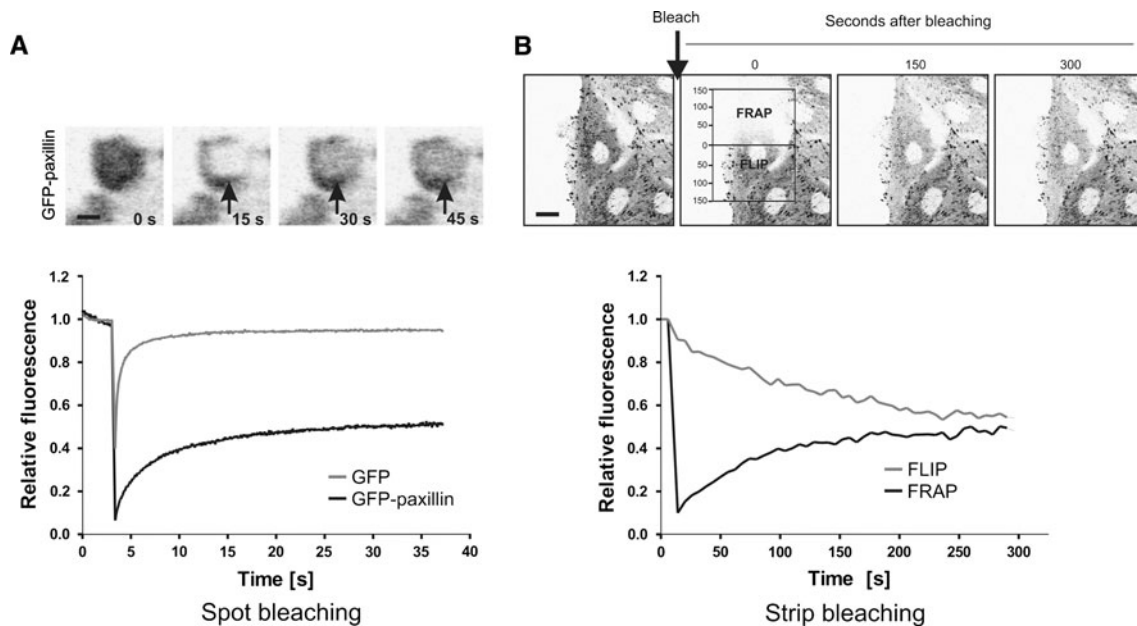 A
GFP-paxillin
0 s
15 s
30 s
45 s
Relative fluorescence
1.2
1.0
0.8
0.6
0.4
0.2
0.0
GFP
GFP-paxillin
0 5 10 15 20 25 30 35 40
Time [s]
Spot bleaching
B
Bleach
Seconds after bleaching
0 150 300
150
100
50
0
50
100
150
FRAP
FLIP
Relative fluorescence
1.2
1.0
0.8
0.6
0.4
0.2
0.0
FLIP
FRAP
0 50 100 150 200 250 300
Time [s]
Strip bleaching